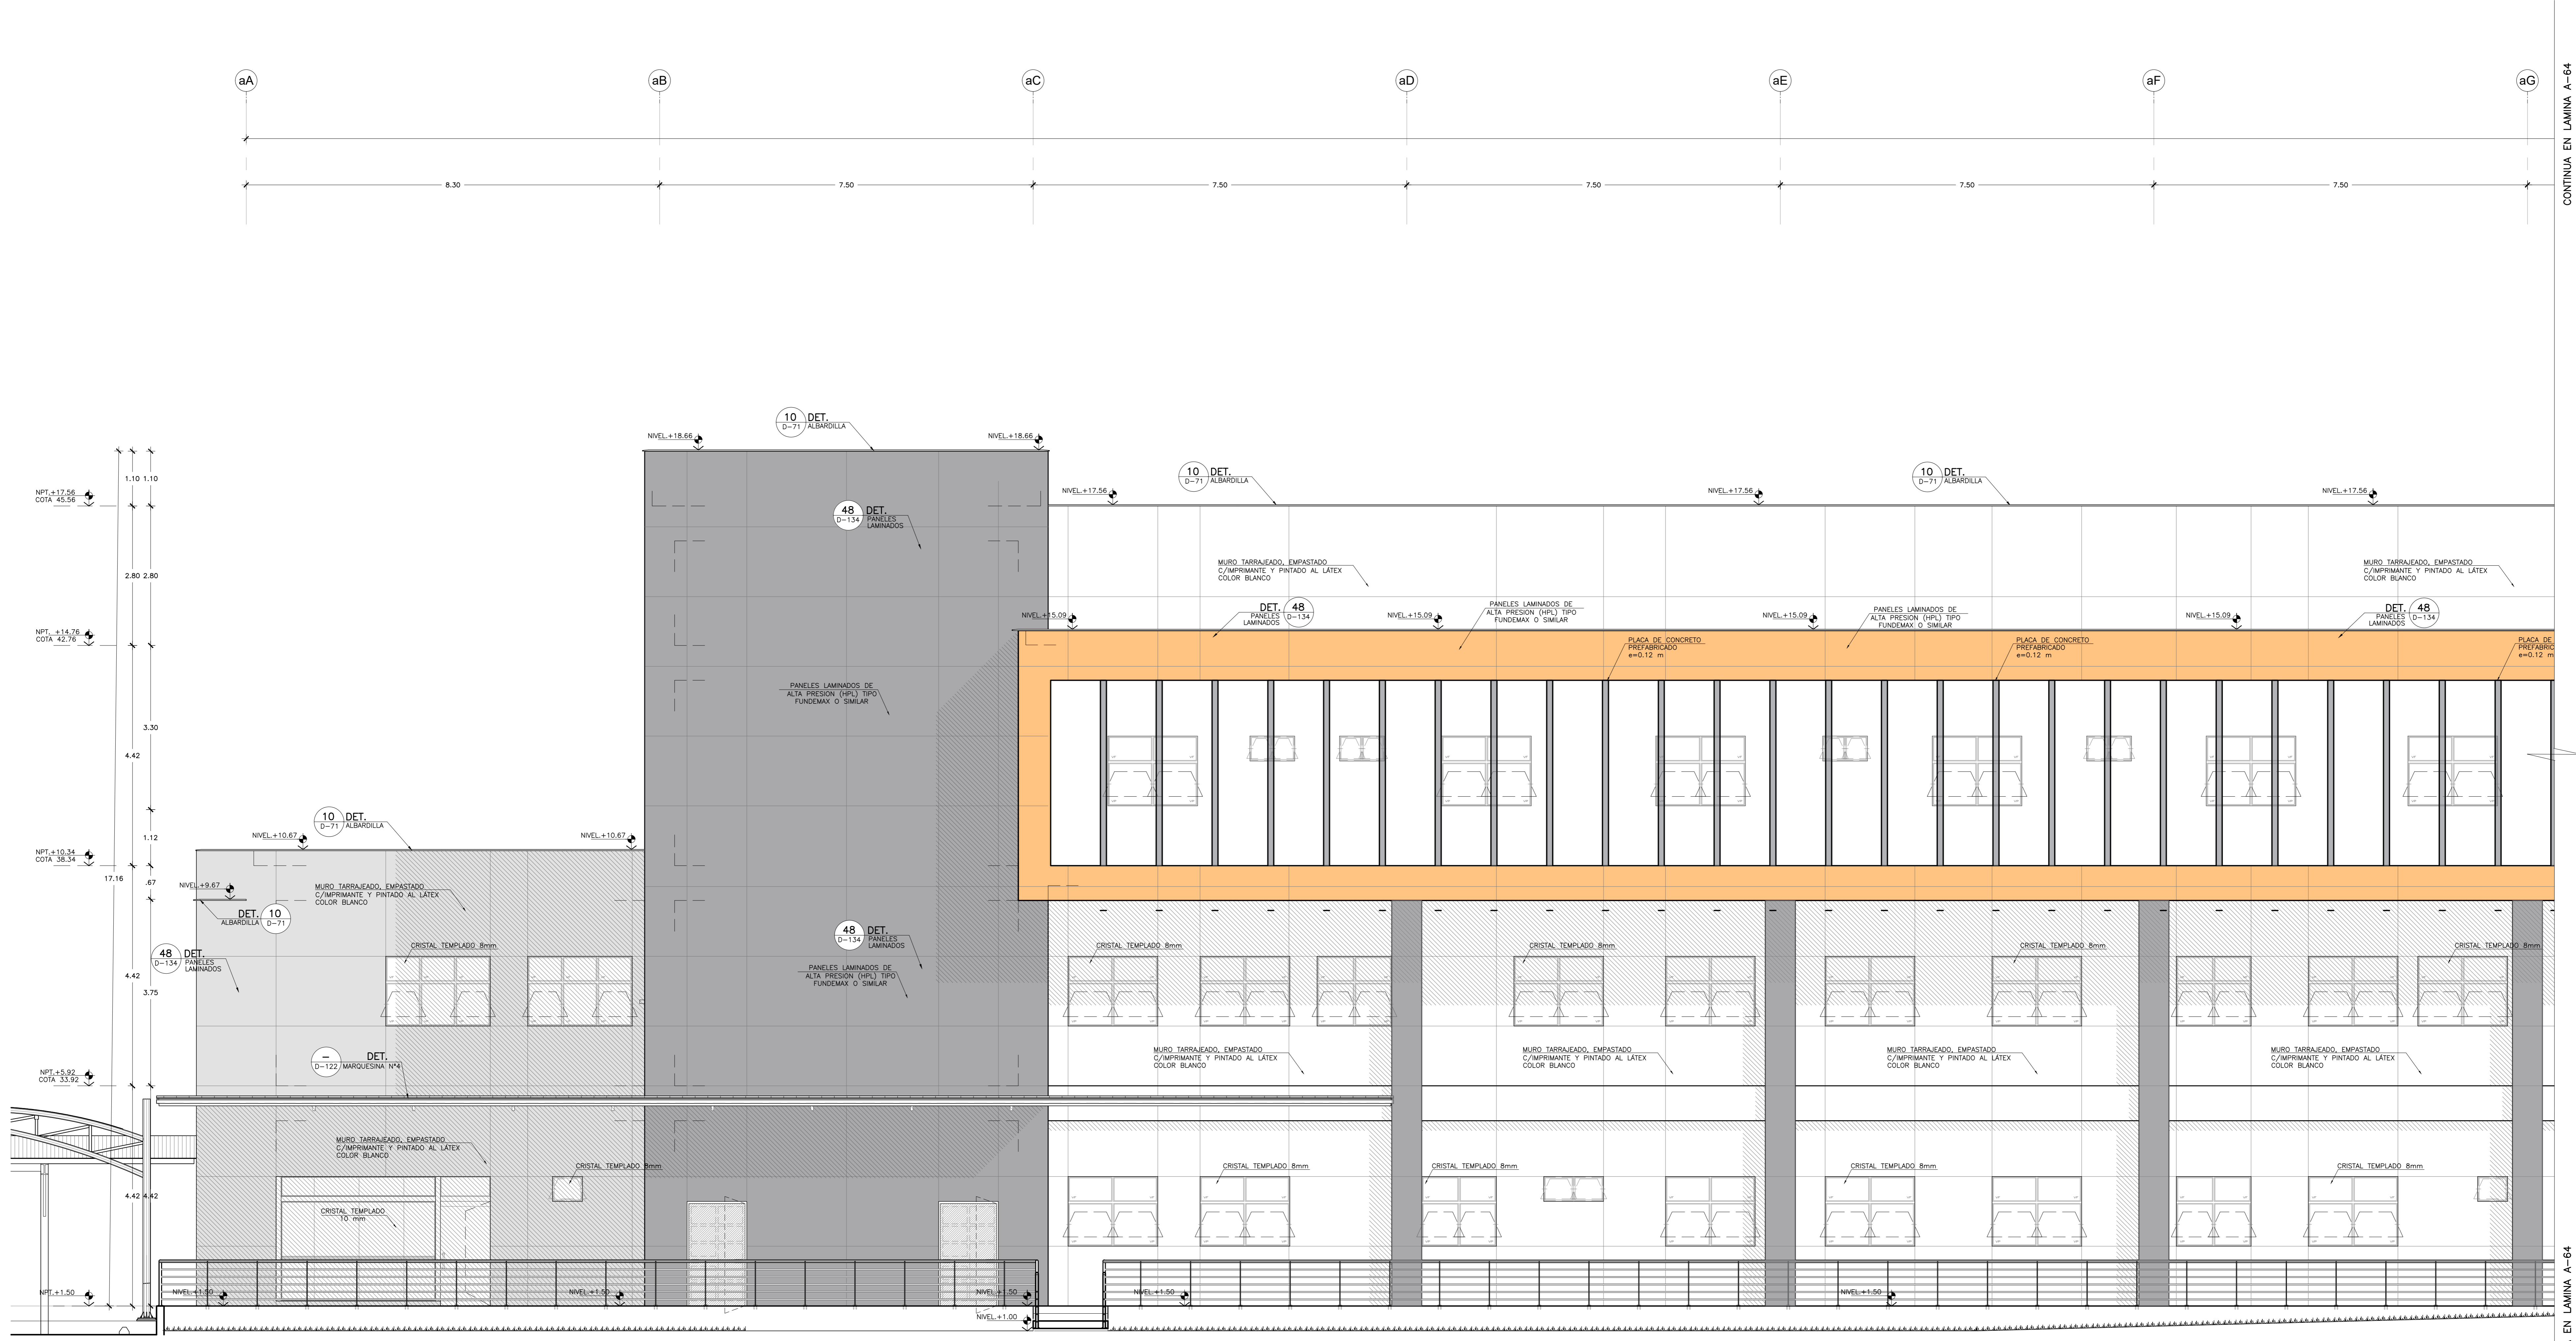 aA
aB
aC
aD
aE
aF
aG
CONTINUA EN LAMINA A-64
8.30
7.50
7.50
7.50
7.50
7.50
10 DET.
D-71 ALBARDILLA
NIVEL.+18.66
NIVEL.+18.66
1.10 1.10
10 DET.
D-71 ALBARDILLA
10 DET.
D-71 ALBARDILLA
NPT.+17.56
COTA 45.56
NIVEL.+17.56
NIVEL.+17.56
NIVEL.+17.56
48 DET.
D-134 PANELES
LAMINADOS
2.80 2.80
MURO TARRAJEADO, EMPASTADO
C/IMPRIMANTE Y PINTADO AL LÁTEX
COLOR BLANCO
MURO TARRAJEADO, EMPASTADO
C/IMPRIMANTE Y PINTADO AL LÁTEX
COLOR BLANCO
NIVEL.+15.09
DET. 48
PANELES D-134
LAMINADOS
NIVEL.+15.09
PANELES LAMINADOS DE
ALTA PRESION (HPL) TIPO
FUNDEMAX O SIMILAR
NIVEL.+15.09
PANELES LAMINADOS DE
ALTA PRESION (HPL) TIPO
FUNDEMAX O SIMILAR
NIVEL.+15.09
DET. 48
PANELES D-134
LAMINADOS
NPT. +14.76
COTA 42.76
PLACA DE CONCRETO
PREFABRICADO
e=0.12 m
PLACA DE CONCRETO
PREFABRICADO
e=0.12 m
PLACA DE
PREFABRIC
e=0.12 m
PANELES LAMINADOS DE
ALTA PRESION (HPL) TIPO
FUNDEMAX O SIMILAR
3.30
4.42
1.12
10 DET.
D-71 ALBARDILLA
NIVEL.+10.67
NIVEL.+10.67
NPT.+10.34
COTA 38.34
17.16
.67
NIVEL.+9.67
MURO TARRAJEADO, EMPASTADO
C/IMPRIMANTE Y PINTADO AL LÁTEX
COLOR BLANCO
DET. 10
ALBARDILLA D-71
48 DET.
D-134 PANELES
LAMINADOS
48 DET.
D-134 PANELES
LAMINADOS
CRISTAL TEMPLADO 8mm
CRISTAL TEMPLADO 8mm
CRISTAL TEMPLADO 8mm
CRISTAL TEMPLADO 8mm
CRISTAL TEMPLADO 8mm
PANELES LAMINADOS DE
ALTA PRESION (HPL) TIPO
FUNDEMAX O SIMILAR
4.42
3.75
- DET.
D-122 MARQUESINA N°4
MURO TARRAJEADO, EMPASTADO
C/IMPRIMANTE Y PINTADO AL LÁTEX
COLOR BLANCO
MURO TARRAJEADO, EMPASTADO
C/IMPRIMANTE Y PINTADO AL LÁTEX
COLOR BLANCO
MURO TARRAJEADO, EMPASTADO
C/IMPRIMANTE Y PINTADO AL LÁTEX
COLOR BLANCO
MURO TARRAJEADO, EMPASTADO
C/IMPRIMANTE Y PINTADO AL LÁTEX
COLOR BLANCO
NPT.+5.92
COTA 33.92
MURO TARRAJEADO, EMPASTADO
C/IMPRIMANTE Y PINTADO AL LÁTEX
COLOR BLANCO
CRISTAL TEMPLADO 8mm
CRISTAL TEMPLADO 8mm
CRISTAL TEMPLADO 8mm
CRISTAL TEMPLADO 8mm
CRISTAL TEMPLADO 8mm
4.42 4.42
CRISTAL TEMPLADO
10 mm
NPT.+1.50
NIVEL.+1.50
NIVEL.+1.50
NIVEL.+1.50
NIVEL.+1.50
NIVEL.+1.50
NIVEL.+1.00
EN LAMINA A-64